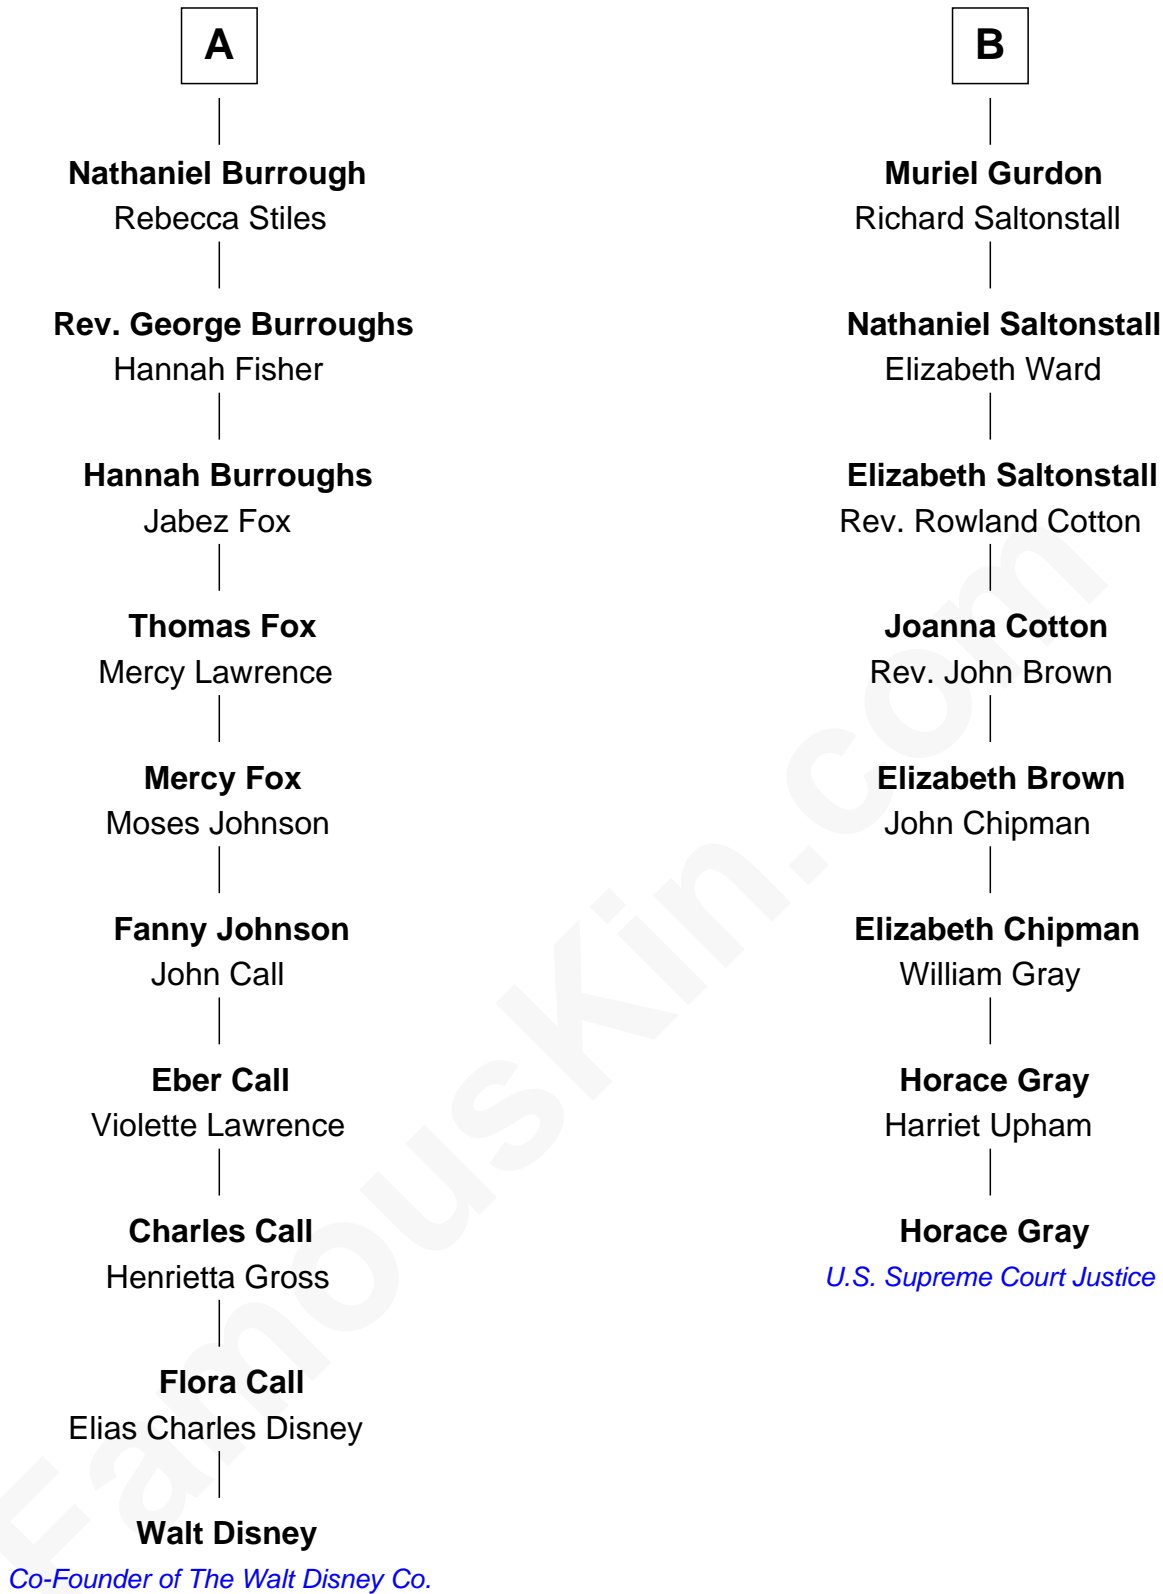 A
Nathaniel Burrough
Rebecca Stiles
Rev. George Burroughs
Hannah Fisher
Hannah Burroughs
Jabez Fox
Thomas Fox
Mercy Lawrence
Mercy Fox
Moses Johnson
Fanny Johnson
John Call
Eber Call
Violette Lawrence
Charles Call
Henrietta Gross
Flora Call
Elias Charles Disney
Walt Disney
Co-Founder of The Walt Disney Co.
B
Muriel Gurdon
Richard Saltonstall
Nathaniel Saltonstall
Elizabeth Ward
Elizabeth Saltonstall
Rev. Rowland Cotton
Joanna Cotton
Rev. John Brown
Elizabeth Brown
John Chipman
Elizabeth Chipman
William Gray
Horace Gray
Harriet Upham
Horace Gray
U.S. Supreme Court Justice
FamousKin.com